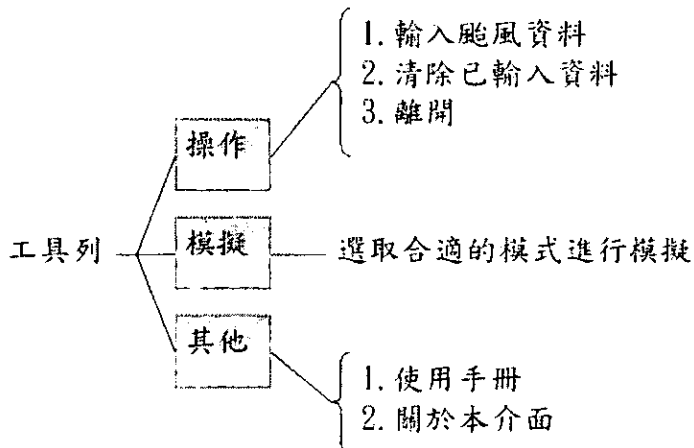 1. 輸入颱風資料
2. 清除已輸入資料
3. 離開
操作
工具列
模擬
選取合適的模式進行模擬
其他
1. 使用手冊
2. 關於本介面